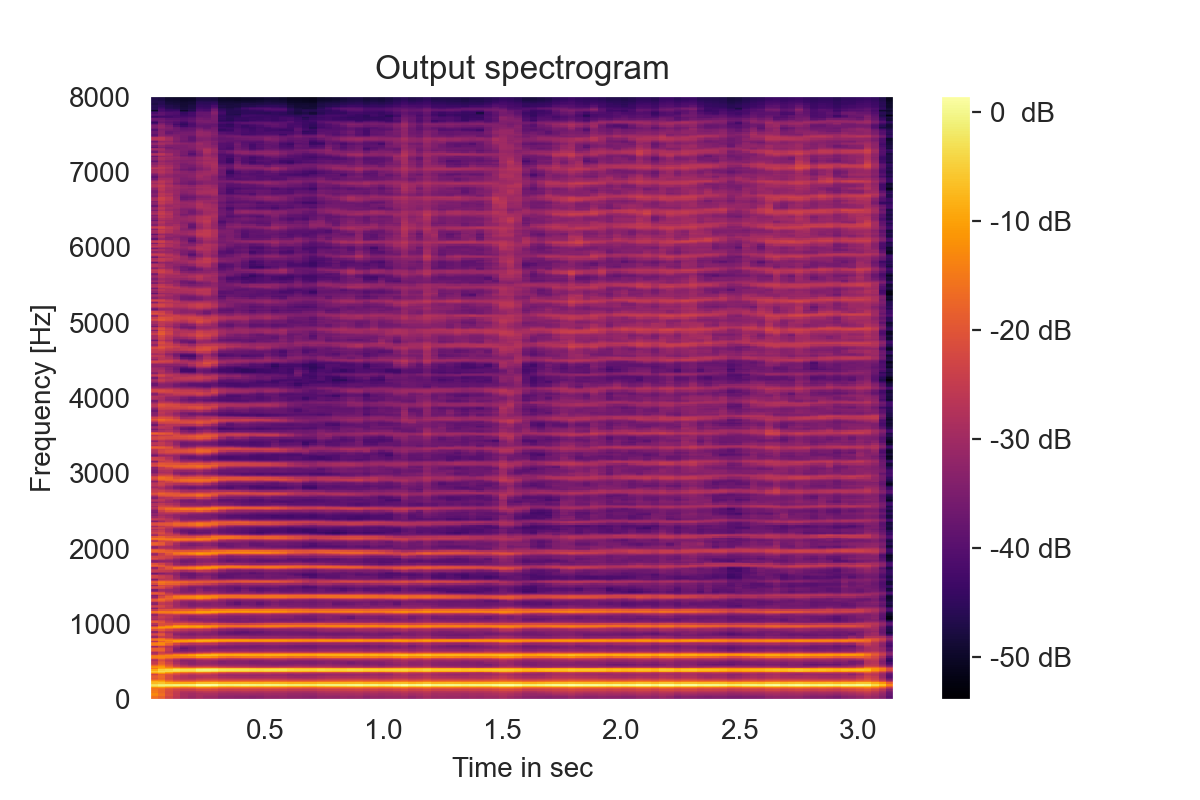 Output spectrogram
8000
7000
6000
5000
4000
3000
2000
1000
0
Frequency [Hz]
0.5 1.0 1.5 2.0 2.5 3.0
Time in sec
0 dB
-10 dB
-20 dB
-30 dB
-40 dB
-50 dB